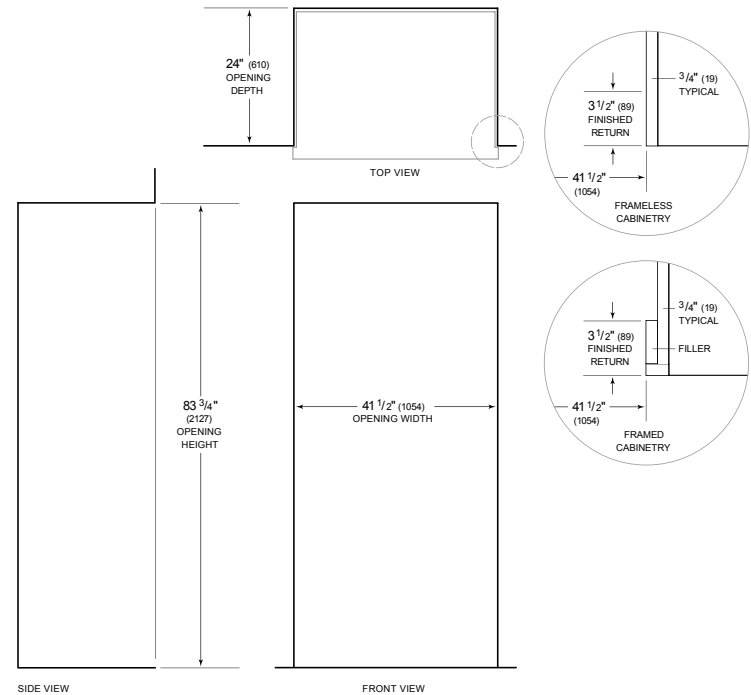 24" (610)
OPENING
DEPTH
TOP VIEW
3/4" (19)
TYPICAL
3 1/2" (89)
FINISHED
RETURN
41 1/2"
(1054)
FRAMELESS
CABINETRY
3/4" (19)
TYPICAL
3 1/2" (89)
FINISHED
RETURN
FILLER
41 1/2"
(1054)
FRAMED
CABINETRY
83 3/4"
(2127)
OPENING
HEIGHT
41 1/2" (1054)
OPENING WIDTH
SIDE VIEW
FRONT VIEW